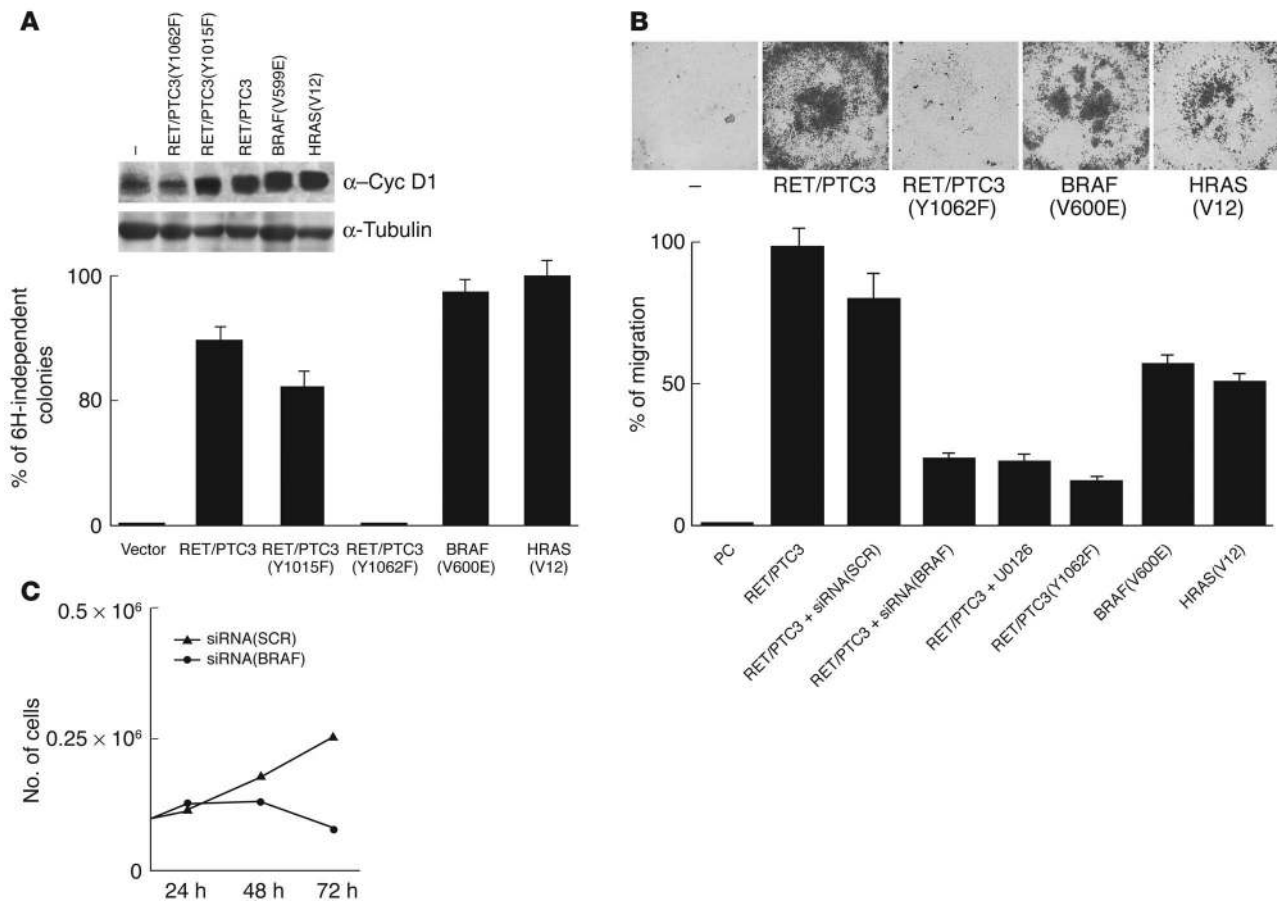 A
–
RET/PTC3(Y1062F)
RET/PTC3(Y1015F)
RET/PTC3
BRAF(V599E)
HRAS(V12)
α–Cyc D1
α-Tubulin
% of 6H-independent
colonies
100
80
0
Vector
RET/PTC3
RET/PTC3
(Y1015F)
RET/PTC3
(Y1062F)
BRAF
(V600E)
HRAS
(V12)
B
–
RET/PTC3
RET/PTC3
(Y1062F)
BRAF
(V600E)
HRAS
(V12)
% of migration
100
50
0
PC
RET/PTC3
RET/PTC3 + siRNA(SCR)
RET/PTC3 + siRNA(BRAF)
RET/PTC3 + U0126
RET/PTC3(Y1062F)
BRAF(V600E)
HRAS(V12)
C
No. of cells
0.5 × 10⁶
0.25 × 10⁶
0
siRNA(SCR)
siRNA(BRAF)
24 h
48 h
72 h